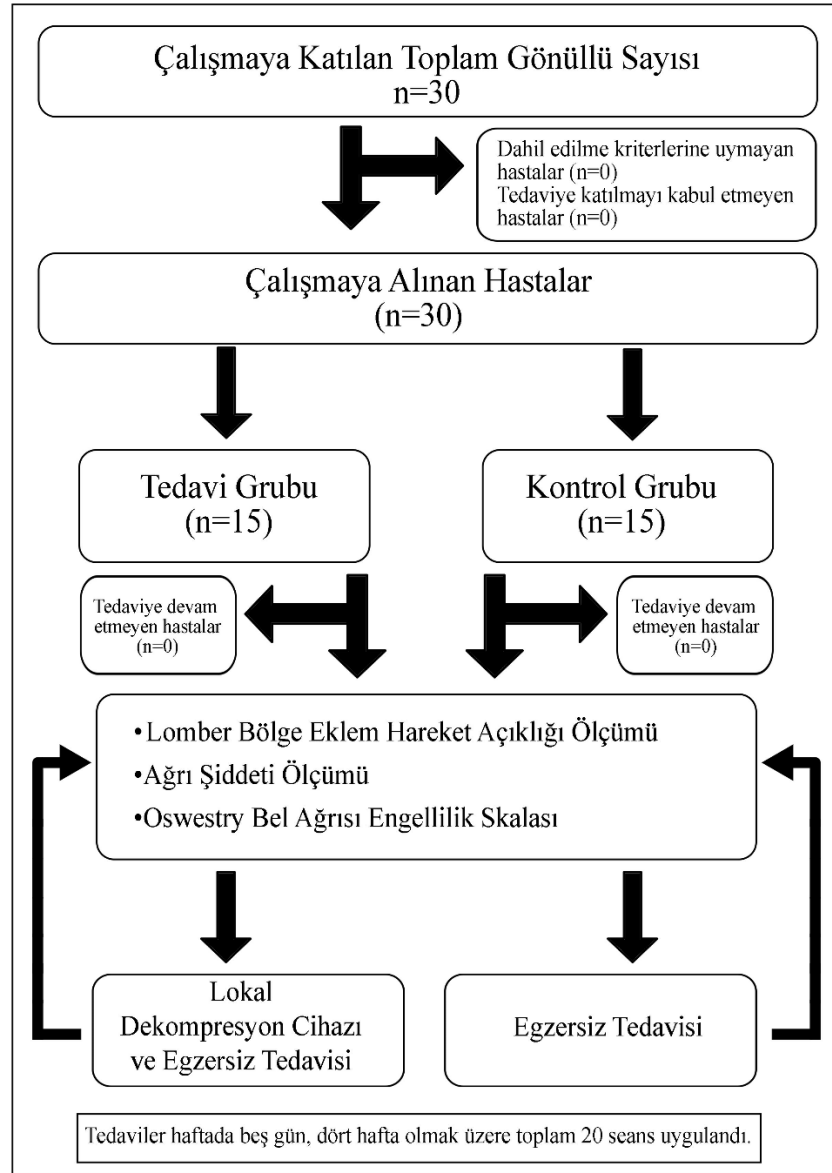 Çalışmaya Katılan Toplam Gönüllü Sayısı
n=30
Dahil edilme kriterlerine uymayan
hastalar (n=0)
Tedaviye katılmayı kabul etmeyen
hastalar (n=0)
Çalışmaya Alınan Hastalar
(n=30)
Tedavi Grubu
(n=15)
Kontrol Grubu
(n=15)
Tedaviye devam
etmeyen hastalar
(n=0)
Tedaviye devam
etmeyen hastalar
(n=0)
•Lomber Bölge Eklem Hareket Açıklığı Ölçümü
•Ağrı Şiddeti Ölçümü
•Oswestry Bel Ağrısı Engellilik Skalası
Lokal
Dekompresyon Cihazı
ve Egzersiz Tedavisi
Egzersiz Tedavisi
Tedaviler haftada beş gün, dört hafta olmak üzere toplam 20 seans uygulandı.